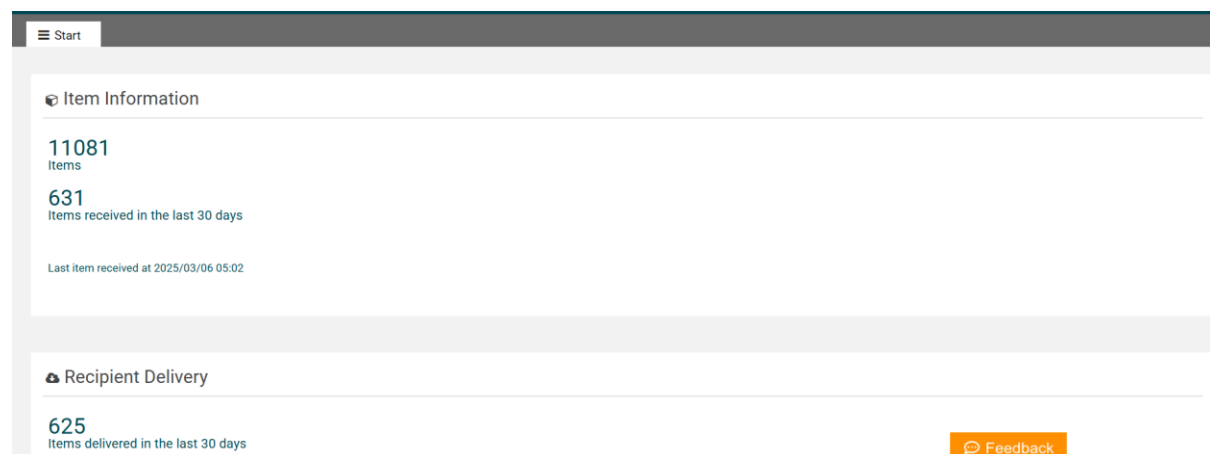 Start
Item Information
11081
Items
631
Items received in the last 30 days
Last item received at 2025/03/06 05:02
Recipient Delivery
625
Items delivered in the last 30 days
Feedback